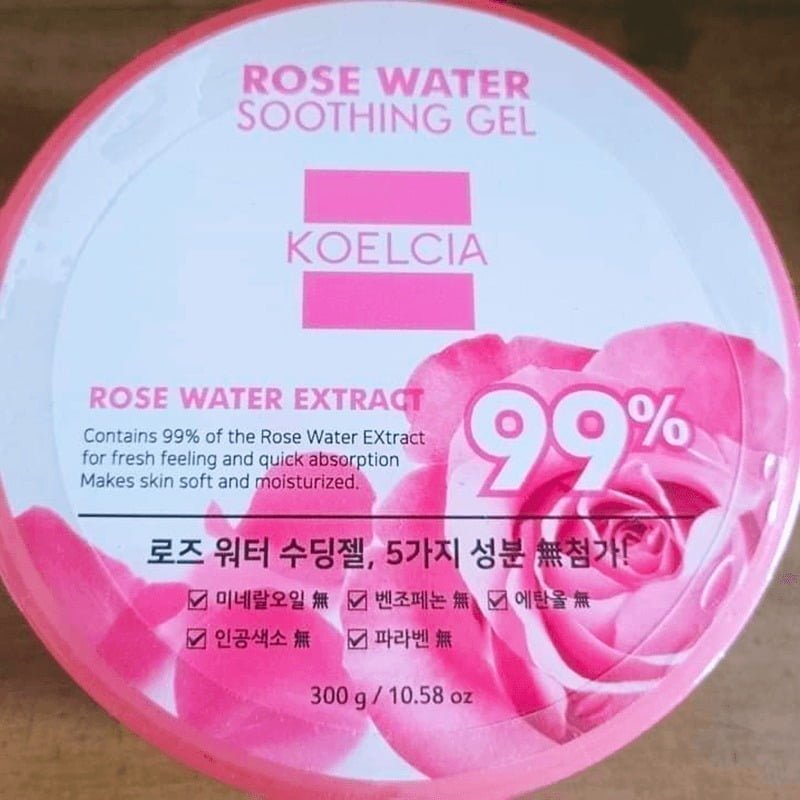 ROSE WATER
SOOTHING GEL
KOELCIA
ROSE WATER EXTRACT
Contains 99% of the Rose Water EXtract
for fresh feeling and quick absorption
Makes skin soft and moisturized.
99%
로즈 워터 수딩젤, 5가지 성분 無첨가!
☑ 미네랄오일 無 ☑ 벤조페논 無 ☑ 에탄올 無
☑ 인공색소 無 ☑ 파라벤 無
300 g / 10.58 oz